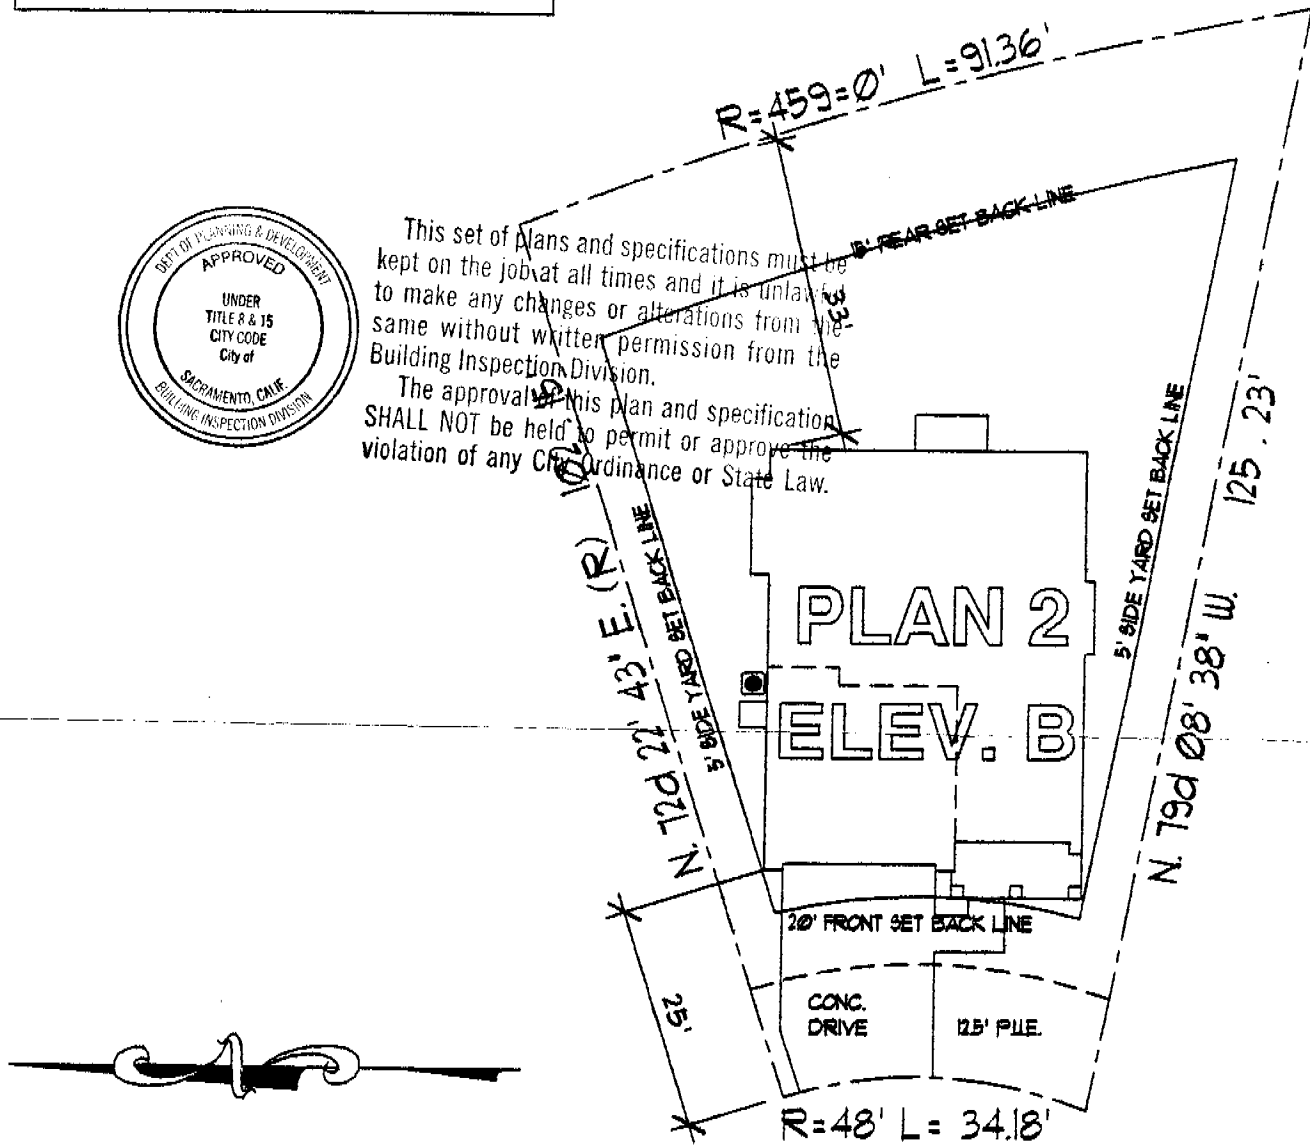 R=459=0' L=91.36'
15' REAR SET BACK LINE
DEPT OF PLANNING & DEVELOPMENT
APPROVED
UNDER
TITLE 8 & 15
CITY CODE
City of
SACRAMENTO, CALIF.
BUILDING INSPECTION DIVISION
This set of plans and specifications must be
kept on the job at all times and it is unlawful
to make any changes or alterations from the
same without written permission from the
Building Inspection Division.
The approval of this plan and specification
SHALL NOT be held to permit or approve the
violation of any City Ordinance or State Law.
33'
N. 72d 22' 43" E. (R)
5' SIDE YARD SET BACK LINE
5' SIDE YARD SET BACK LINE
N. 79d 08' 38" W. 125.23'
PLAN 2
ELEV. B
20' FRONT SET BACK LINE
25'
CONC.
DRIVE
12.5' P.U.E.
R=48' L= 34.18'